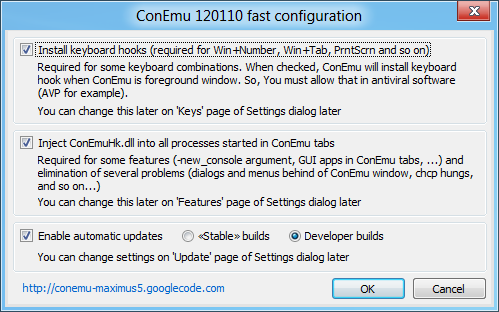 ConEmu 120110 fast configuration
Install keyboard hooks (required for Win+Number, Win+Tab, PrntScrn and so on)
Required for some keyboard combinations. When checked, ConEmu will install keyboard
hook when ConEmu is foreground window. So, You must allow that in antiviral software
(AVP for example).
You can change this later on 'Keys' page of Settings dialog later
Inject ConEmuHk.dll into all processes started in ConEmu tabs
Required for some features (-new_console argument, GUI apps in ConEmu tabs, ...) and
elimination of several problems (dialogs and menus behind of ConEmu window, chcp hungs,
and so on...)
You can change this later on 'Features' page of Settings dialog later
Enable automatic updates «Stable» builds Developer builds
You can change settings on 'Update' page of Settings dialog later
http://conemu-maximus5.googlecode.com OK Cancel